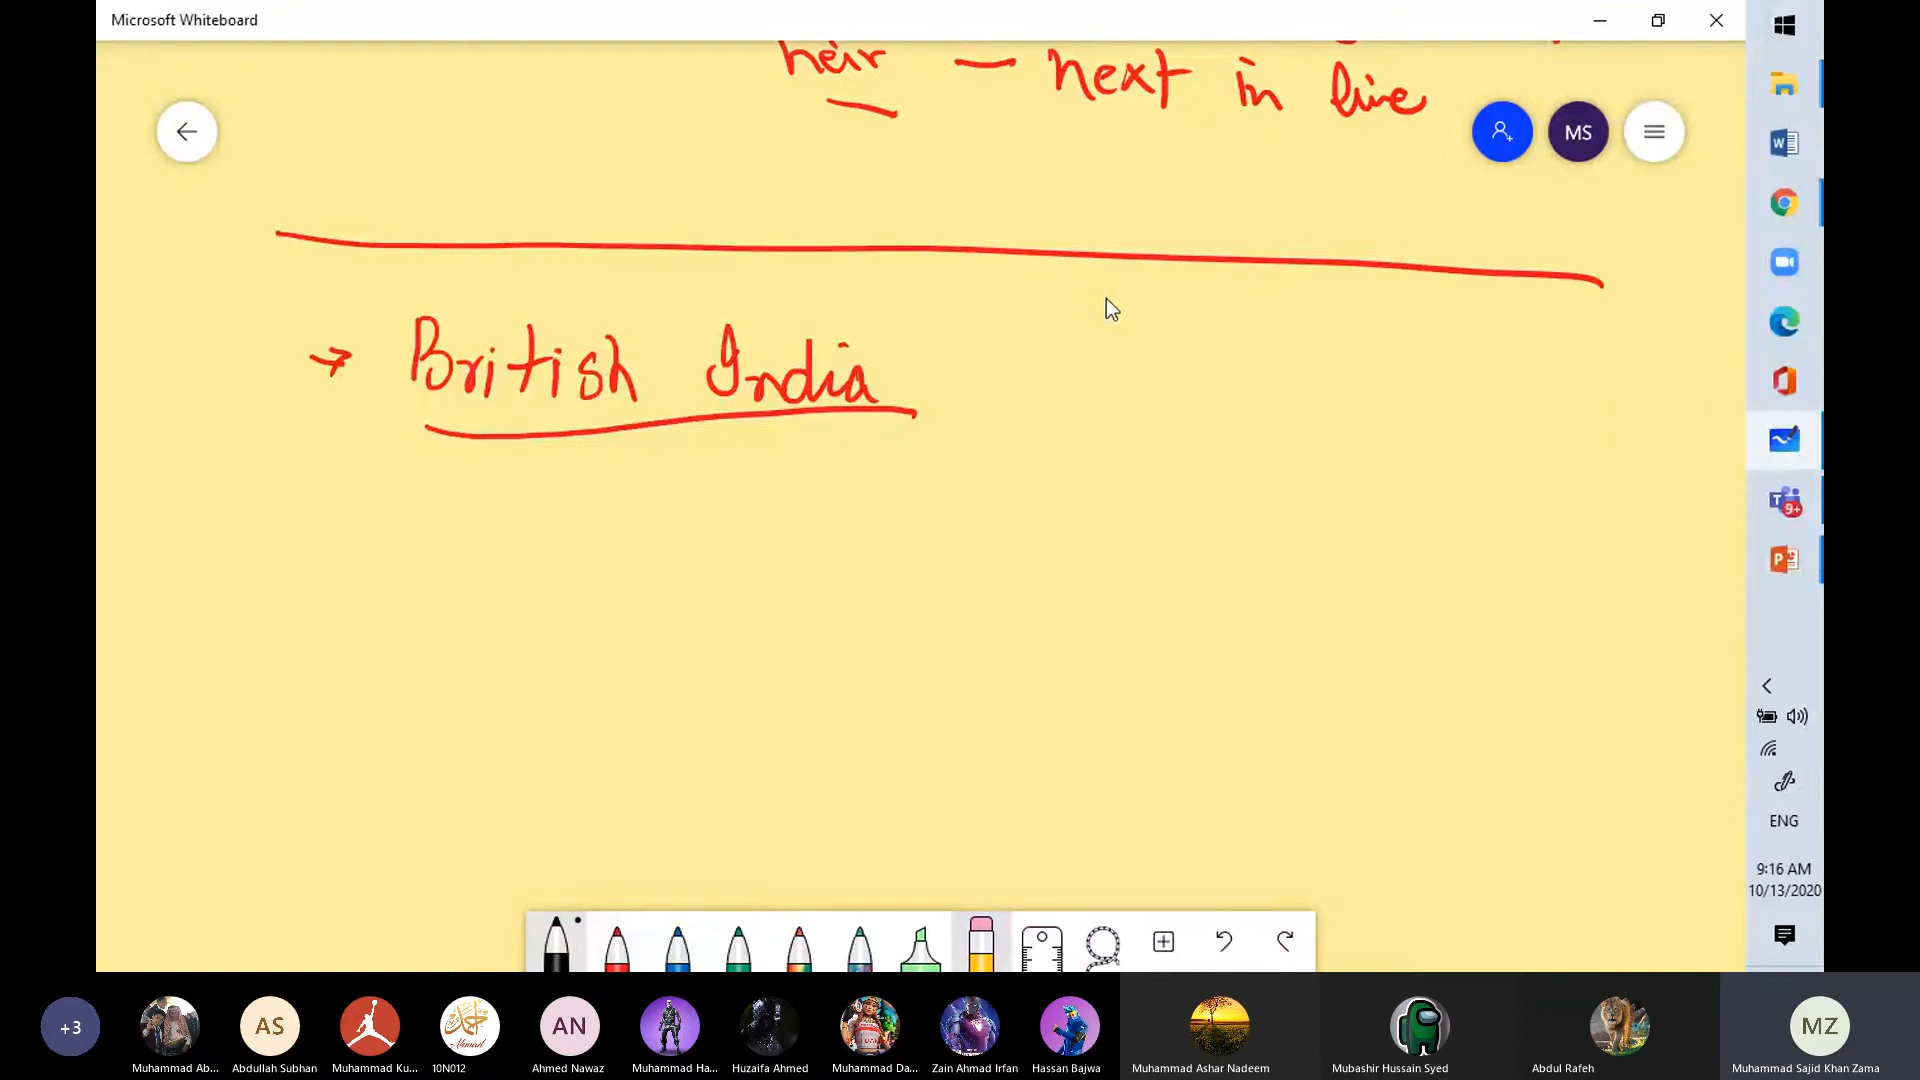 Microsoft Whiteboard
heir — next in line
MS
→ British India
9+
ENG
9:16 AM
10/13/2020
+3
AS
AN
MZ
Muhammad Ab...
Abdullah Subhan
Muhammad Ku...
10N012
Ahmed Nawaz
Muhammad Ha...
Huzaifa Ahmed
Muhammad Da...
Zain Ahmad Irfan
Hassan Bajwa
Muhammad Ashar Nadeem
Mubashir Hussain Syed
Abdul Rafeh
Muhammad Sajid Khan Zama